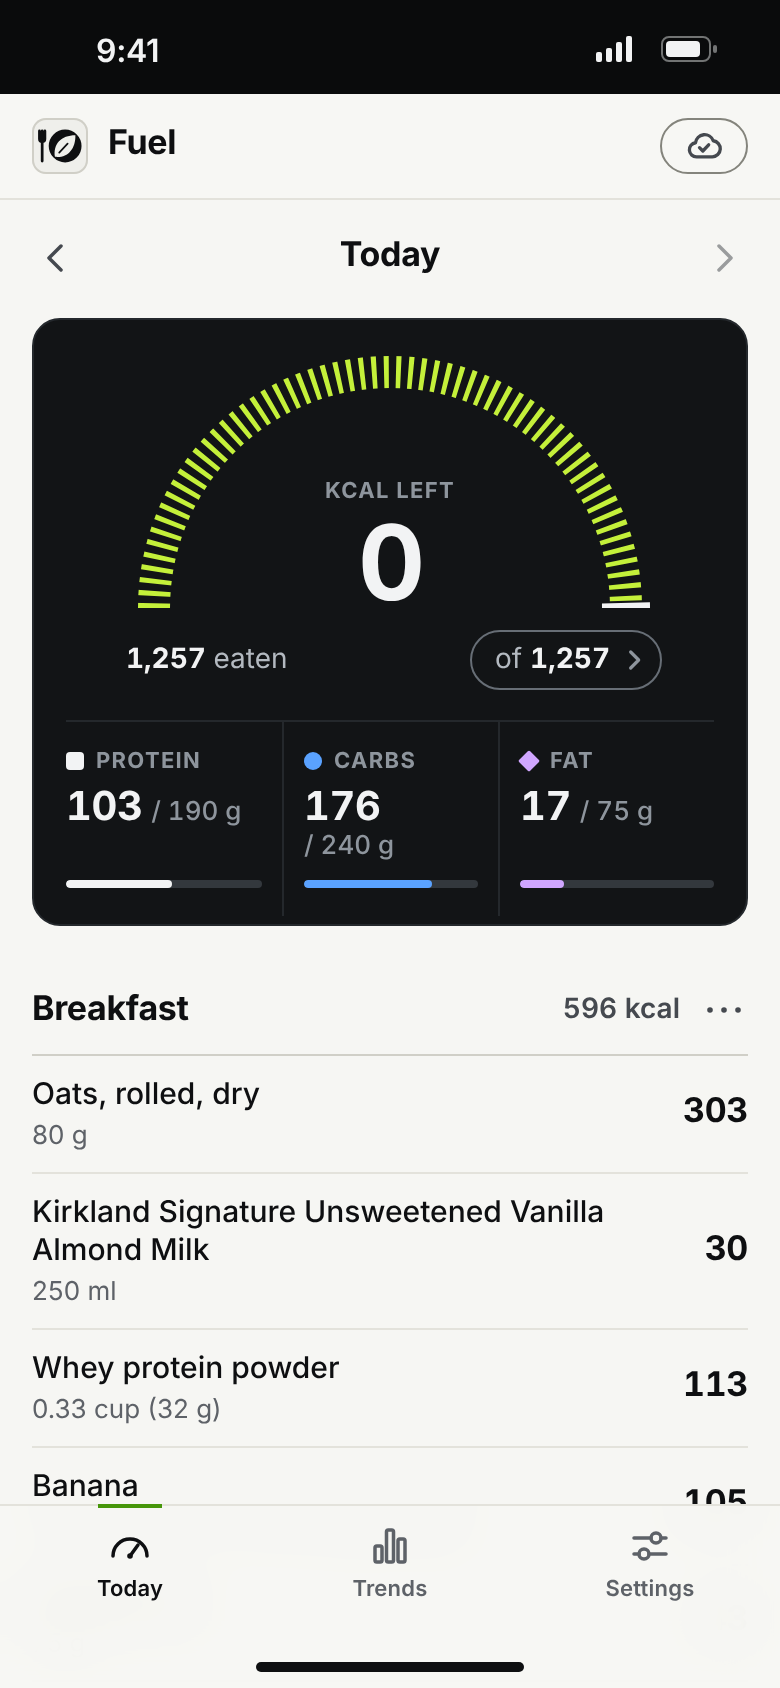 9:41
Fuel
Today
KCAL LEFT
0
1,257 eaten
of 1,257
PROTEIN
103 / 190 g
CARBS
176
/ 240 g
FAT
17 / 75 g
Breakfast
596 kcal
Oats, rolled, dry
303
80 g
Kirkland Signature Unsweetened Vanilla
Almond Milk
30
250 ml
Whey protein powder
113
0.33 cup (32 g)
Banana
105
Today
Trends
Settings